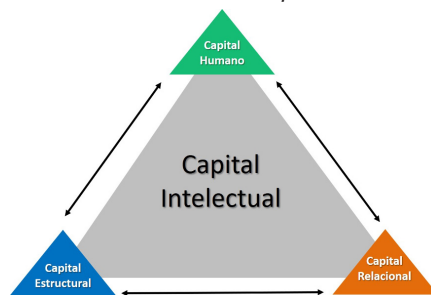 Capital
Humano
Capital
Intelectual
Capital
Estructural
Capital
Relacional